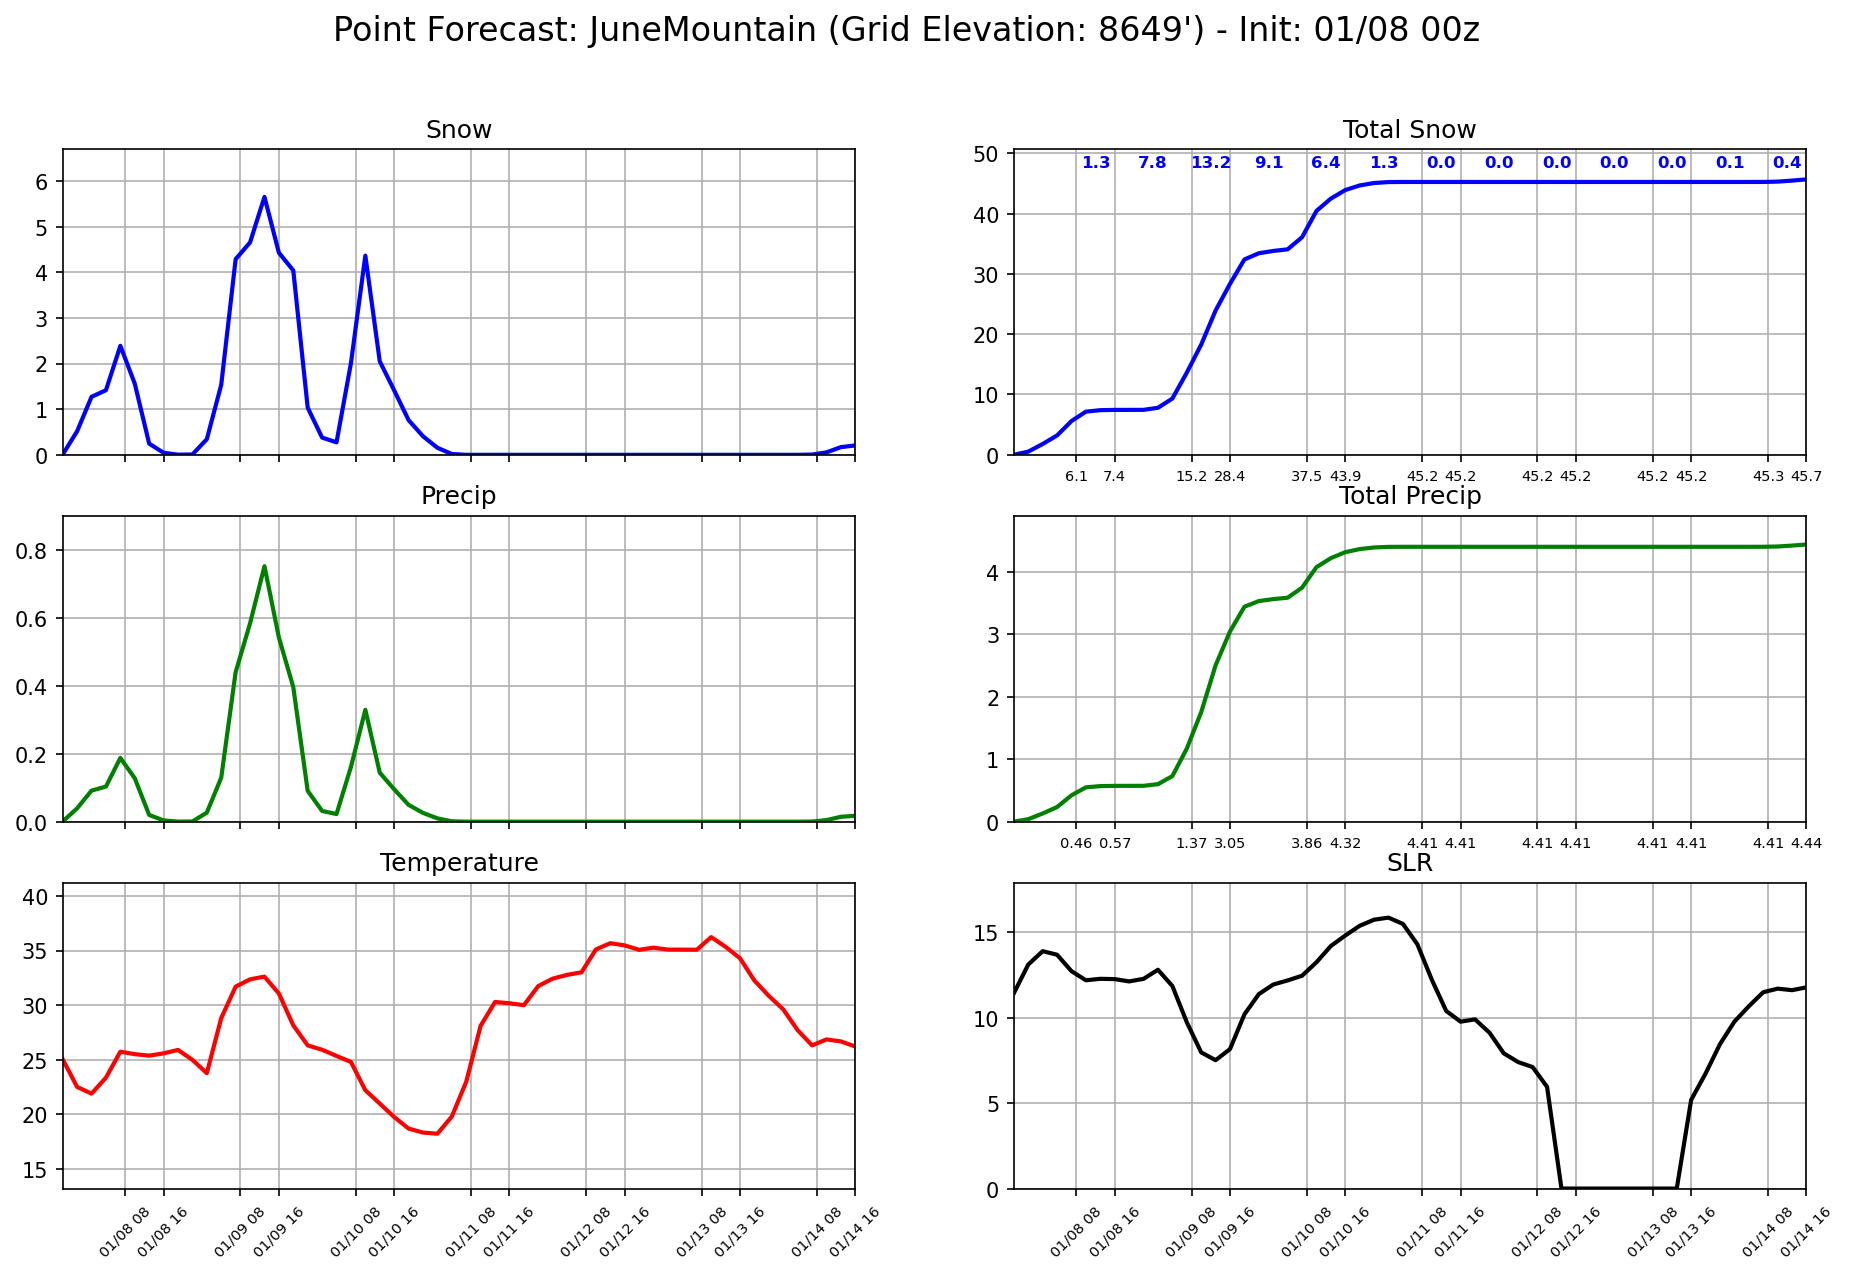 Point Forecast: JuneMountain (Grid Elevation: 8649') - Init: 01/08 00z
Snow
6
5
4
3
2
1
0
Total Snow
1.3 7.8 13.2 9.1 6.4 1.3 0.0 0.0 0.0 0.0 0.0 0.1 0.4
50
40
30
20
10
0
6.1 7.4 15.2 28.4 37.5 43.9 45.2 45.2 45.2 45.2 45.2 45.2 45.3 45.7
Precip
0.8
0.6
0.4
0.2
0.0
Total Precip
4
3
2
1
0
0.46 0.57 1.37 3.05 3.86 4.32 4.41 4.41 4.41 4.41 4.41 4.41 4.41 4.44
Temperature
40
35
30
25
20
15
01/08 08 01/08 16 01/09 08 01/09 16 01/10 08 01/10 16 01/11 08 01/11 16 01/12 08 01/12 16 01/13 08 01/13 16 01/14 08 01/14 16
SLR
15
10
5
0
01/08 08 01/08 16 01/09 08 01/09 16 01/10 08 01/10 16 01/11 08 01/11 16 01/12 08 01/12 16 01/13 08 01/13 16 01/14 08 01/14 16